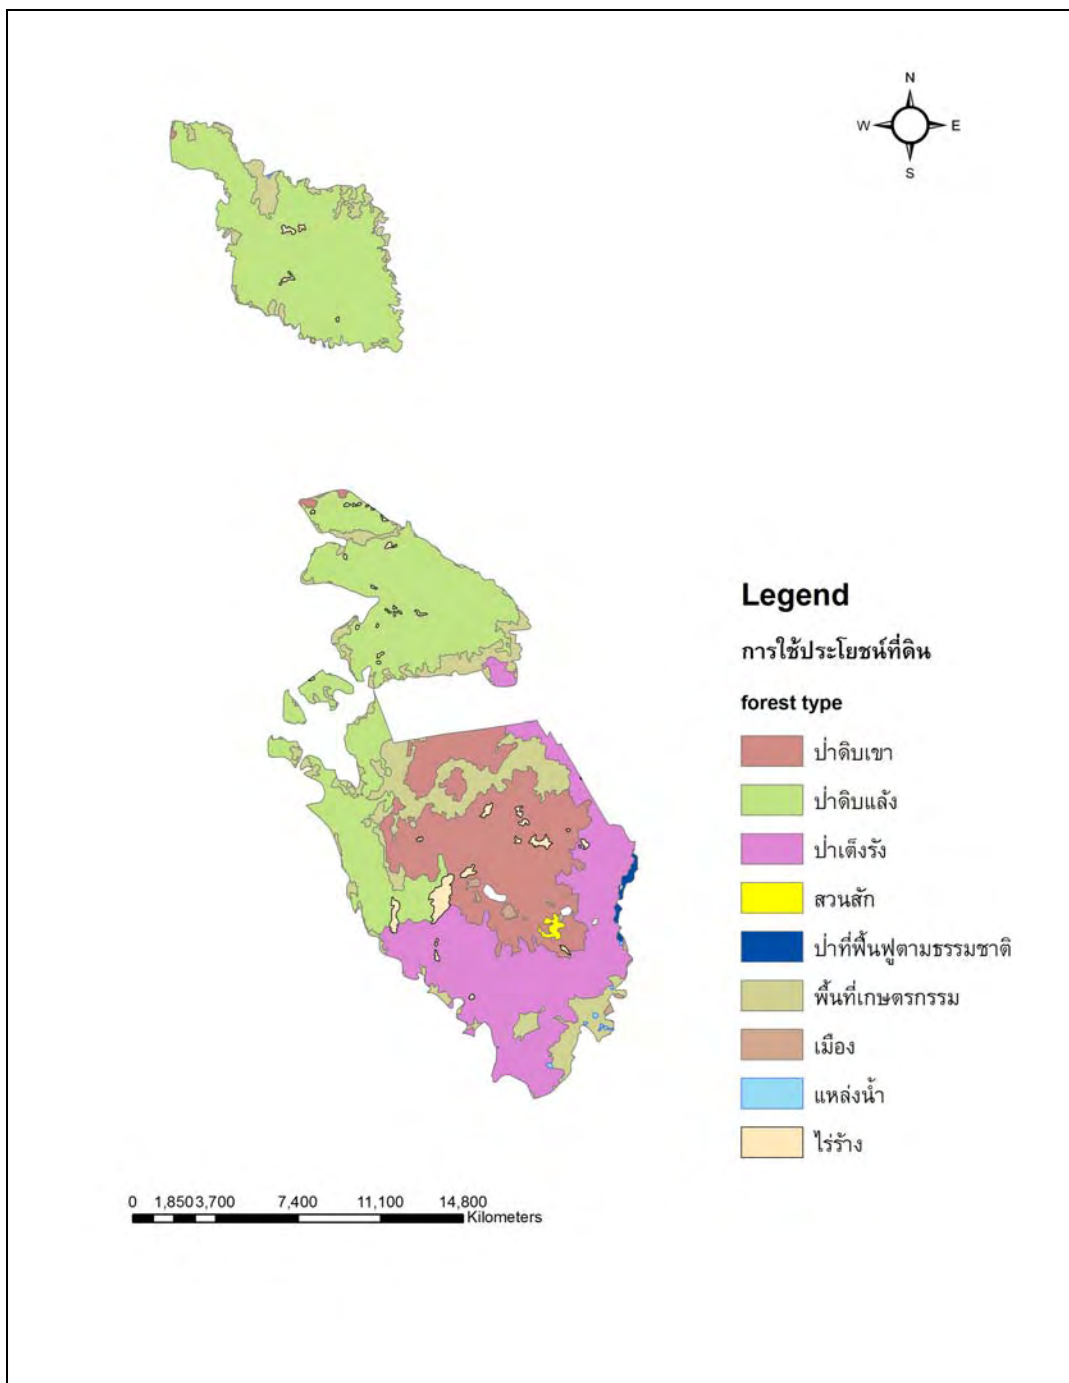 N
W E
S
Legend
การใช้ประโยชน์ที่ดิน
forest type
ป่าดิบเขา
ป่าดิบแล้ง
ป่าเต็งรัง
สวนสัก
ป่าที่ฟื้นฟูตามธรรมชาติ
พื้นที่เกษตรกรรม
เมือง
แหล่งน้ำ
ไร่ร้าง
0 1,850 3,700 7,400 11,100 14,800
Kilometers